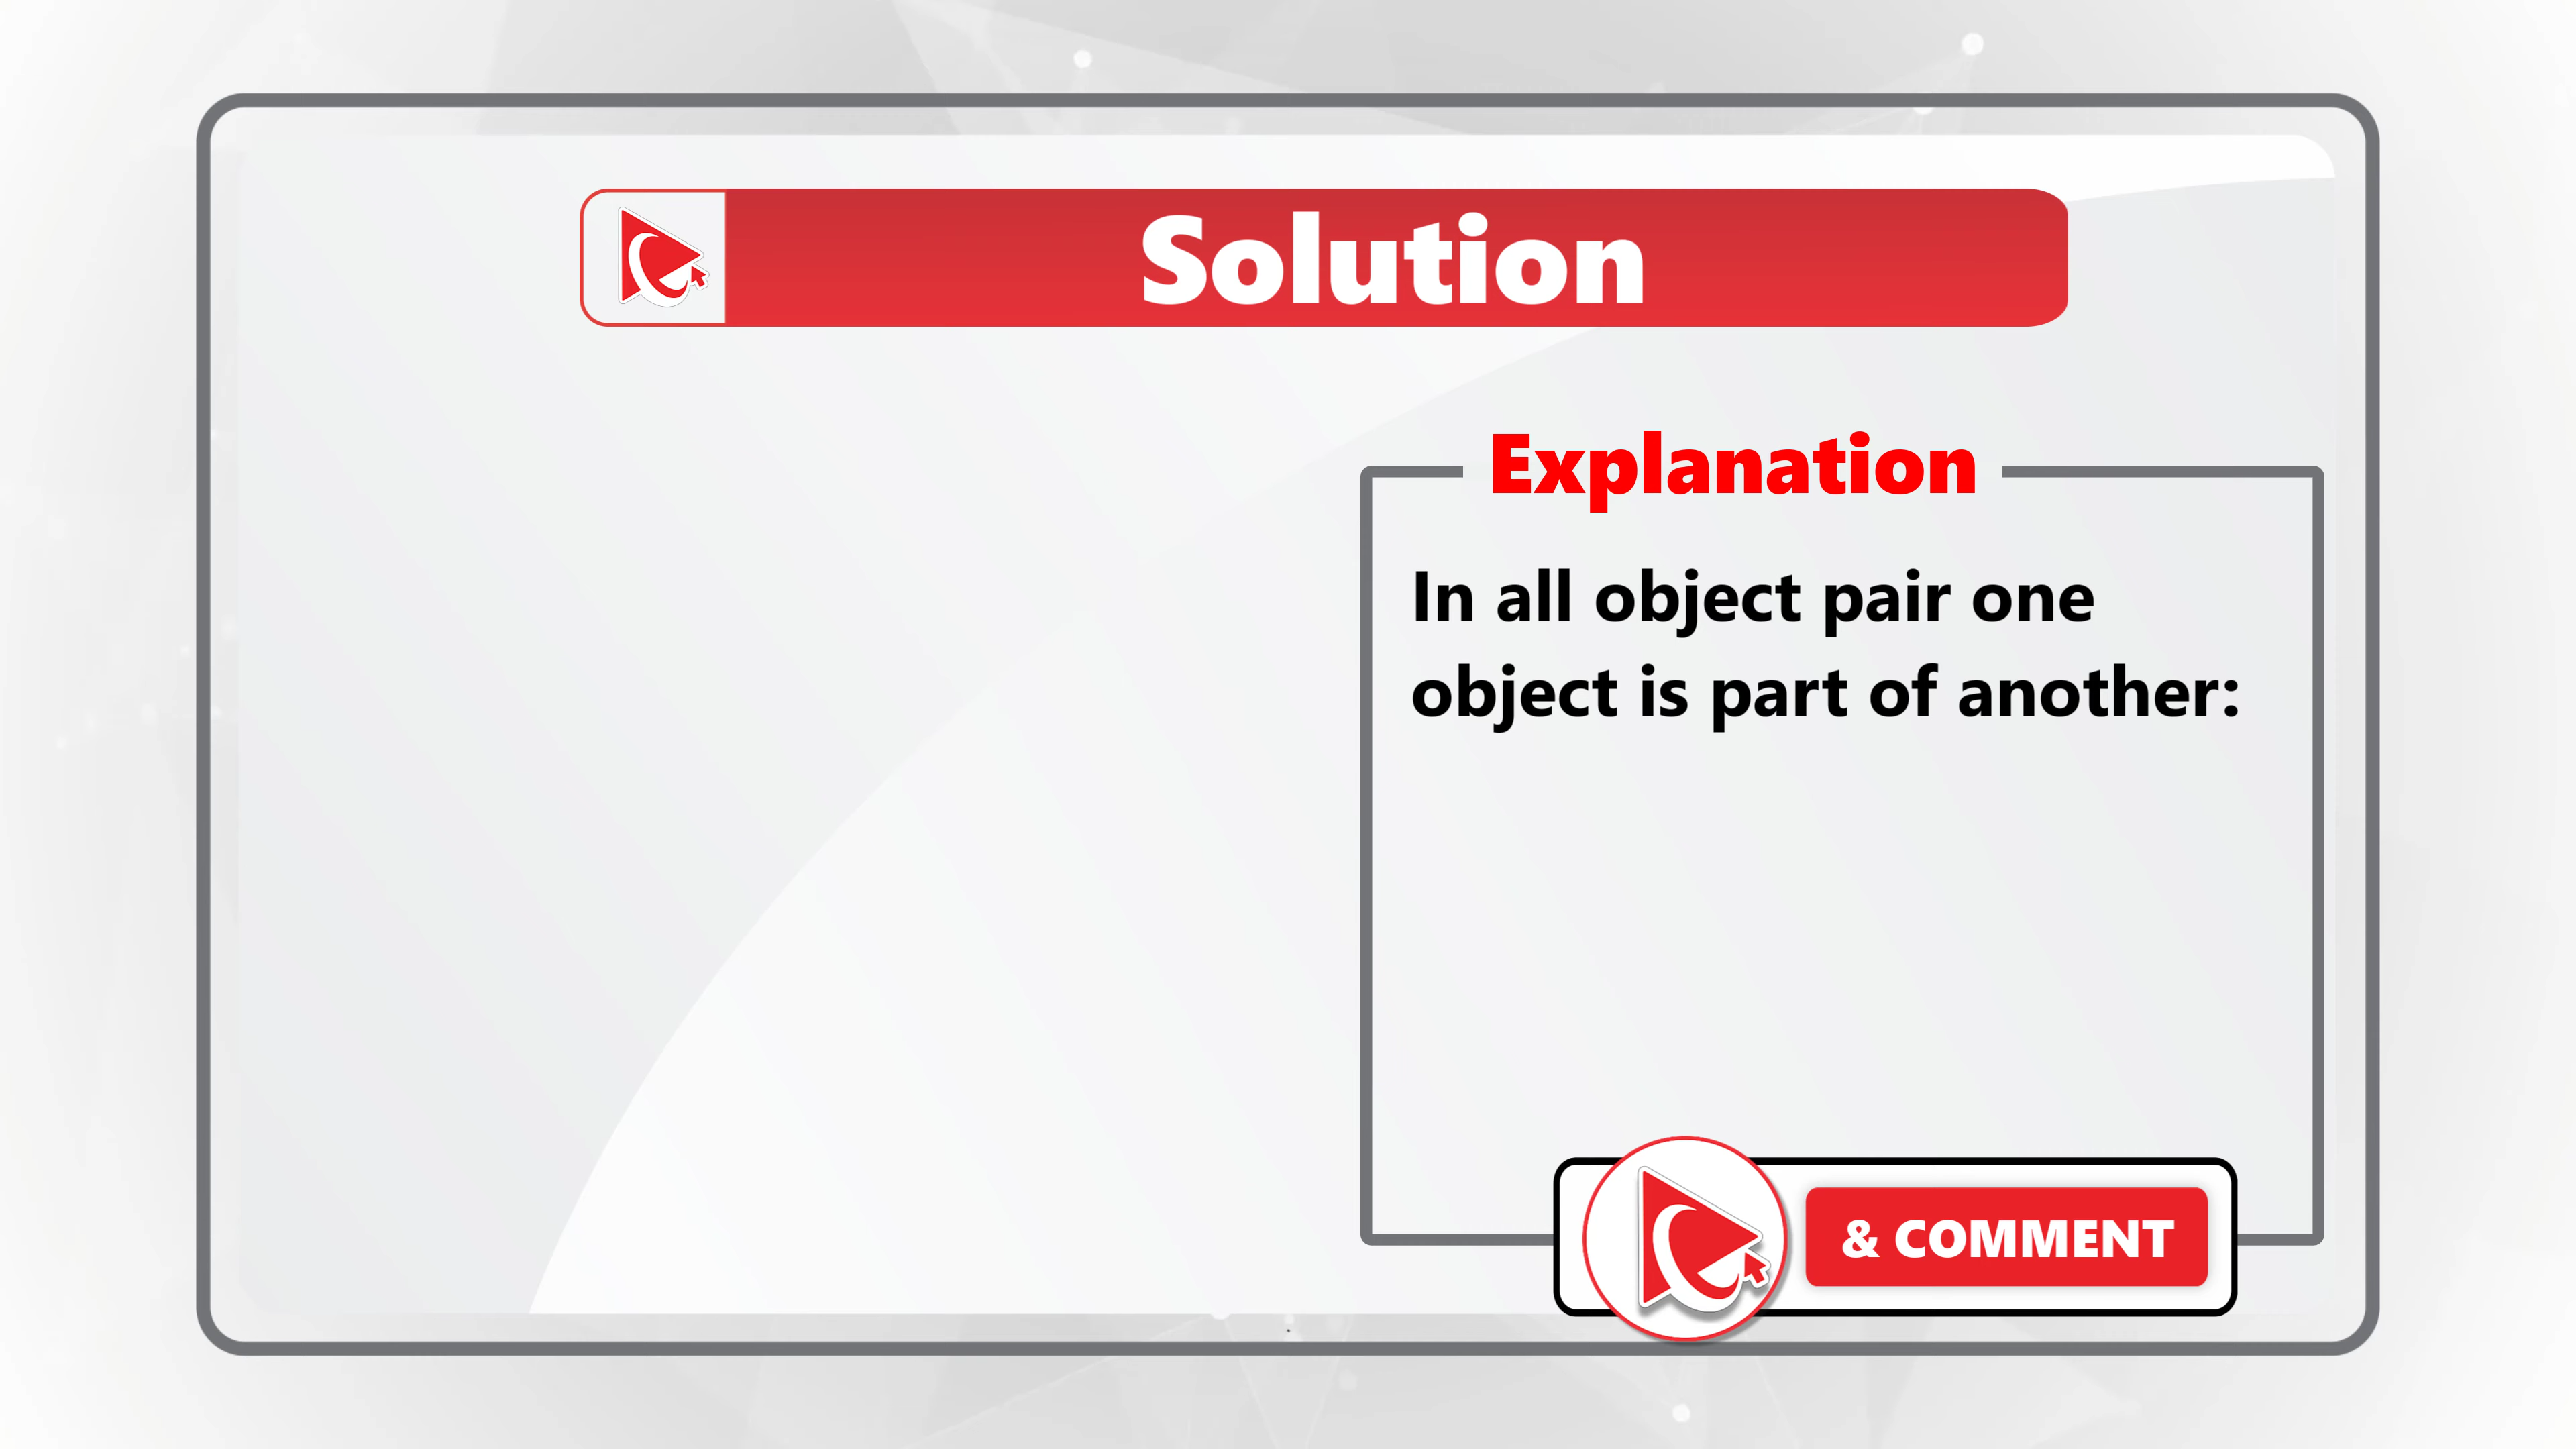 Solution
Explanation
In all object pair one
object is part of another:
& COMMENT